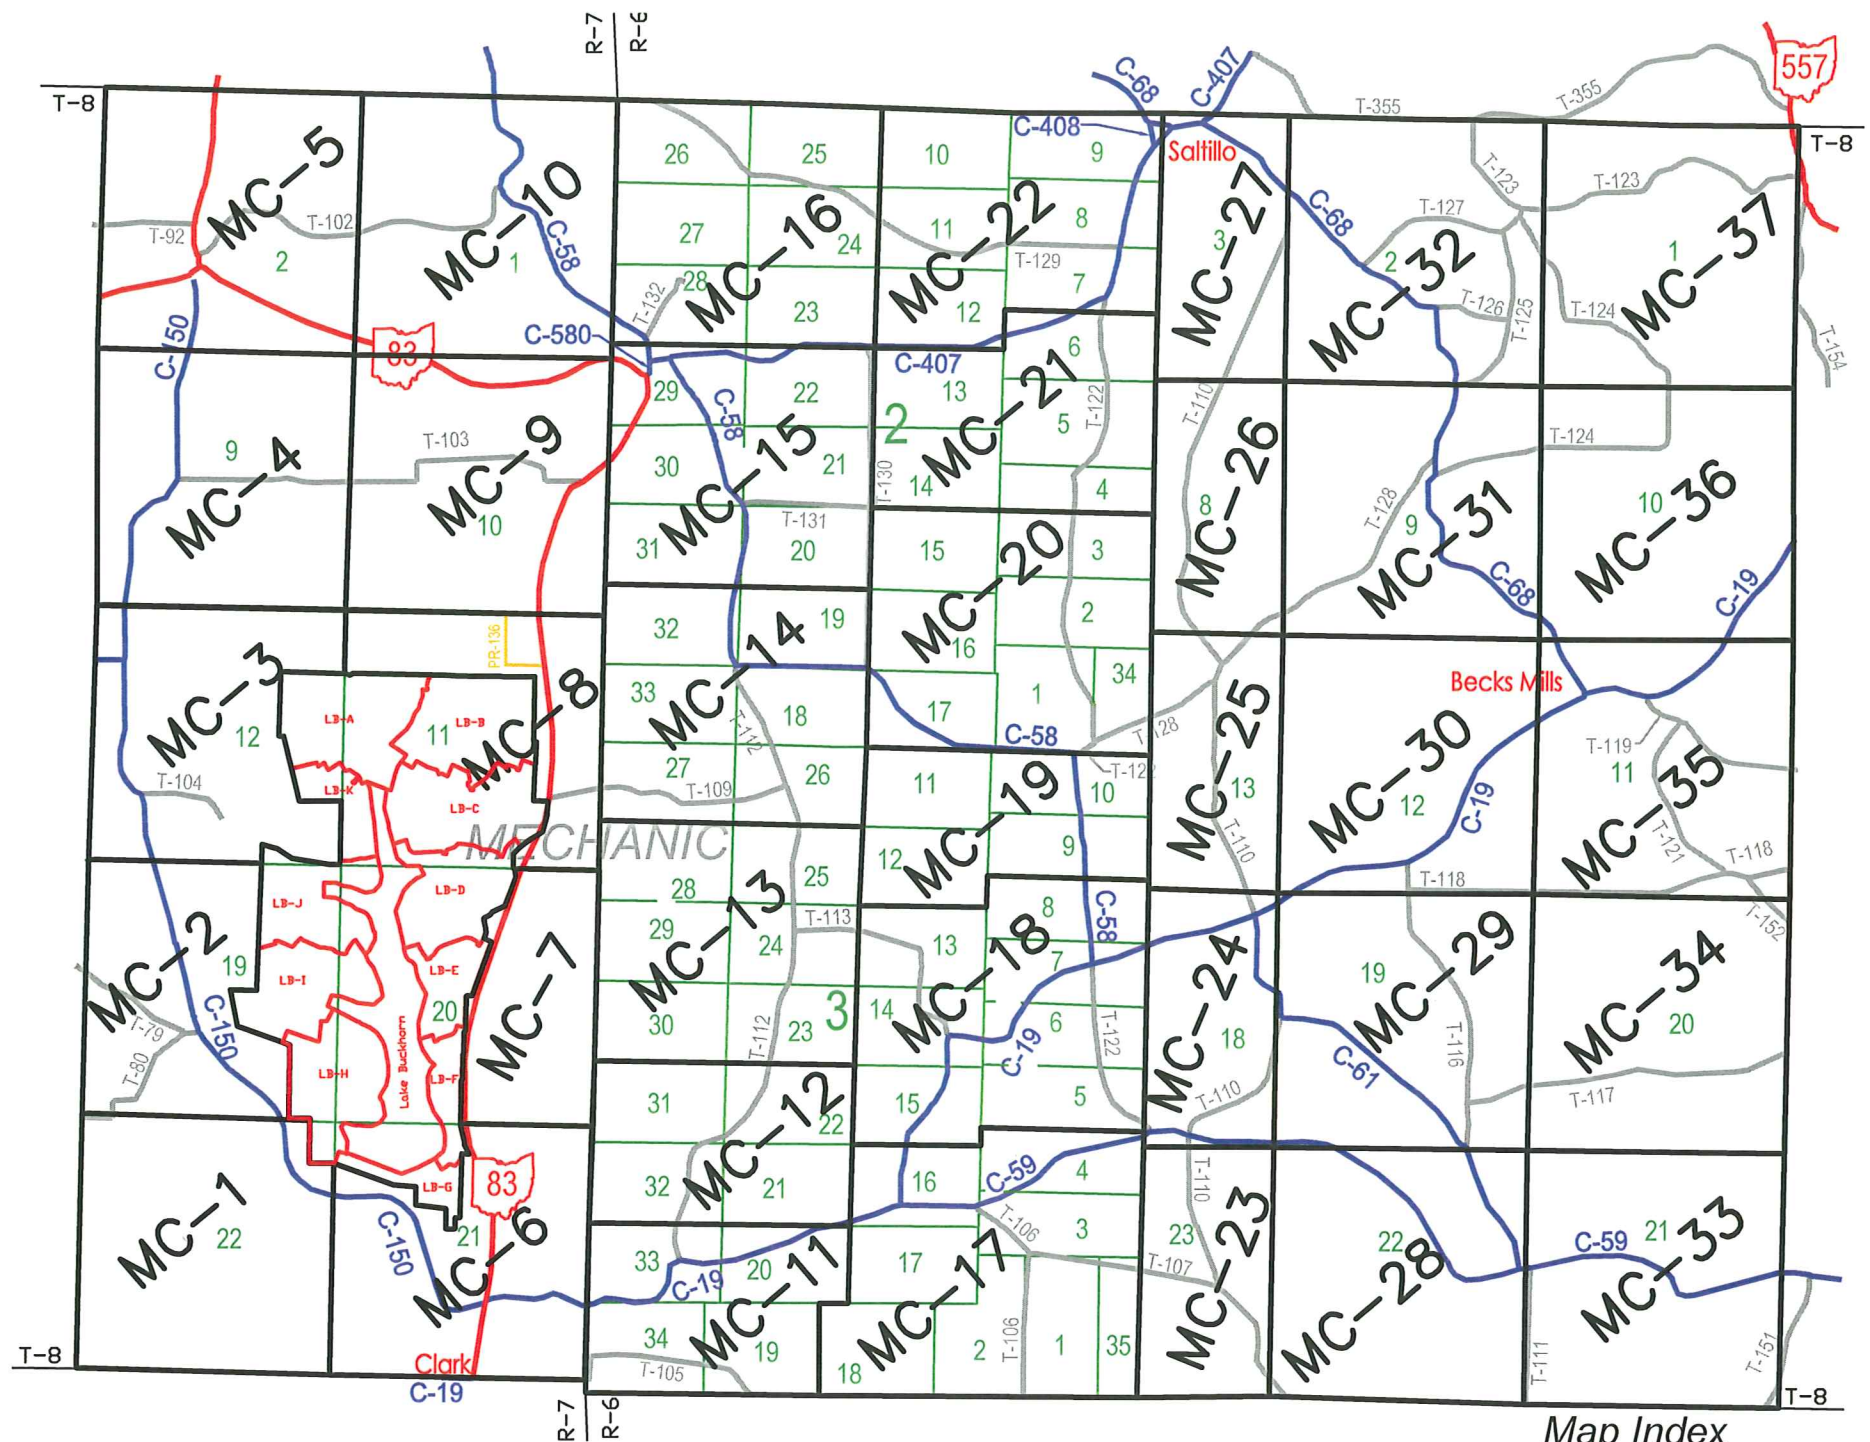 R-7
R-6
557
C-68
C-407
T-355
T-355
T-8
C-408
Saltillo
T-8
MC-5
T-92
T-102
2
MC-10
1
C-58
26
25
10
9
27
24
11
8
MC-16
MC-22
T-129
28
T-132
23
12
7
3
MC-27
C-68
T-127
T-123
T-123
2
MC-32
T-126
T-125
T-124
1
MC-37
T-154
C-150
83
C-580
C-407
6
29
22
13
2
C-58
MC-21
5
T-122
T-110
9
MC-4
T-103
MC-9
10
30
MC-15
21
T-130
14
4
T-131
31
20
15
MC-20
3
8
MC-26
T-128
9
MC-31
T-124
10
MC-36
C-68
C-19
32
19
16
2
PR-136
MC-3
12
LB-A
LB-B
11
MC-8
33
MC-14
18
17
1
34
C-58
T-128
T-122
MC-25
13
Becks Mills
MC-30
12
C-19
T-119
11
MC-35
T-121
T-118
T-104
LB-K
LB-C
MECHANIC
27
T-109
T-112
26
11
MC-19
10
12
9
T-110
T-118
T-152
LB-J
LB-D
28
25
29
MC-13
T-113
24
8
C-58
13
MC-18
7
MC-2
19
LB-I
LB-E
20
MC-7
30
T-112
23
3
14
C-19
6
T-122
MC-24
18
19
MC-29
C-61
T-116
MC-34
20
T-117
T-79
T-80
C-150
LB-H
Lake Buckhorn
LB-F
31
MC-12
22
15
5
T-110
83
LB-G
MC-1
22
C-150
21
MC-6
32
21
16
C-59
4
T-110
T-106
3
23
T-107
MC-23
22
MC-28
C-59
21
MC-33
33
C-19
20
MC-11
17
MC-17
34
T-105
19
18
2
T-106
1
35
T-111
T-151
T-8
Clark
C-19
T-8
R-7
R-6
Map Index